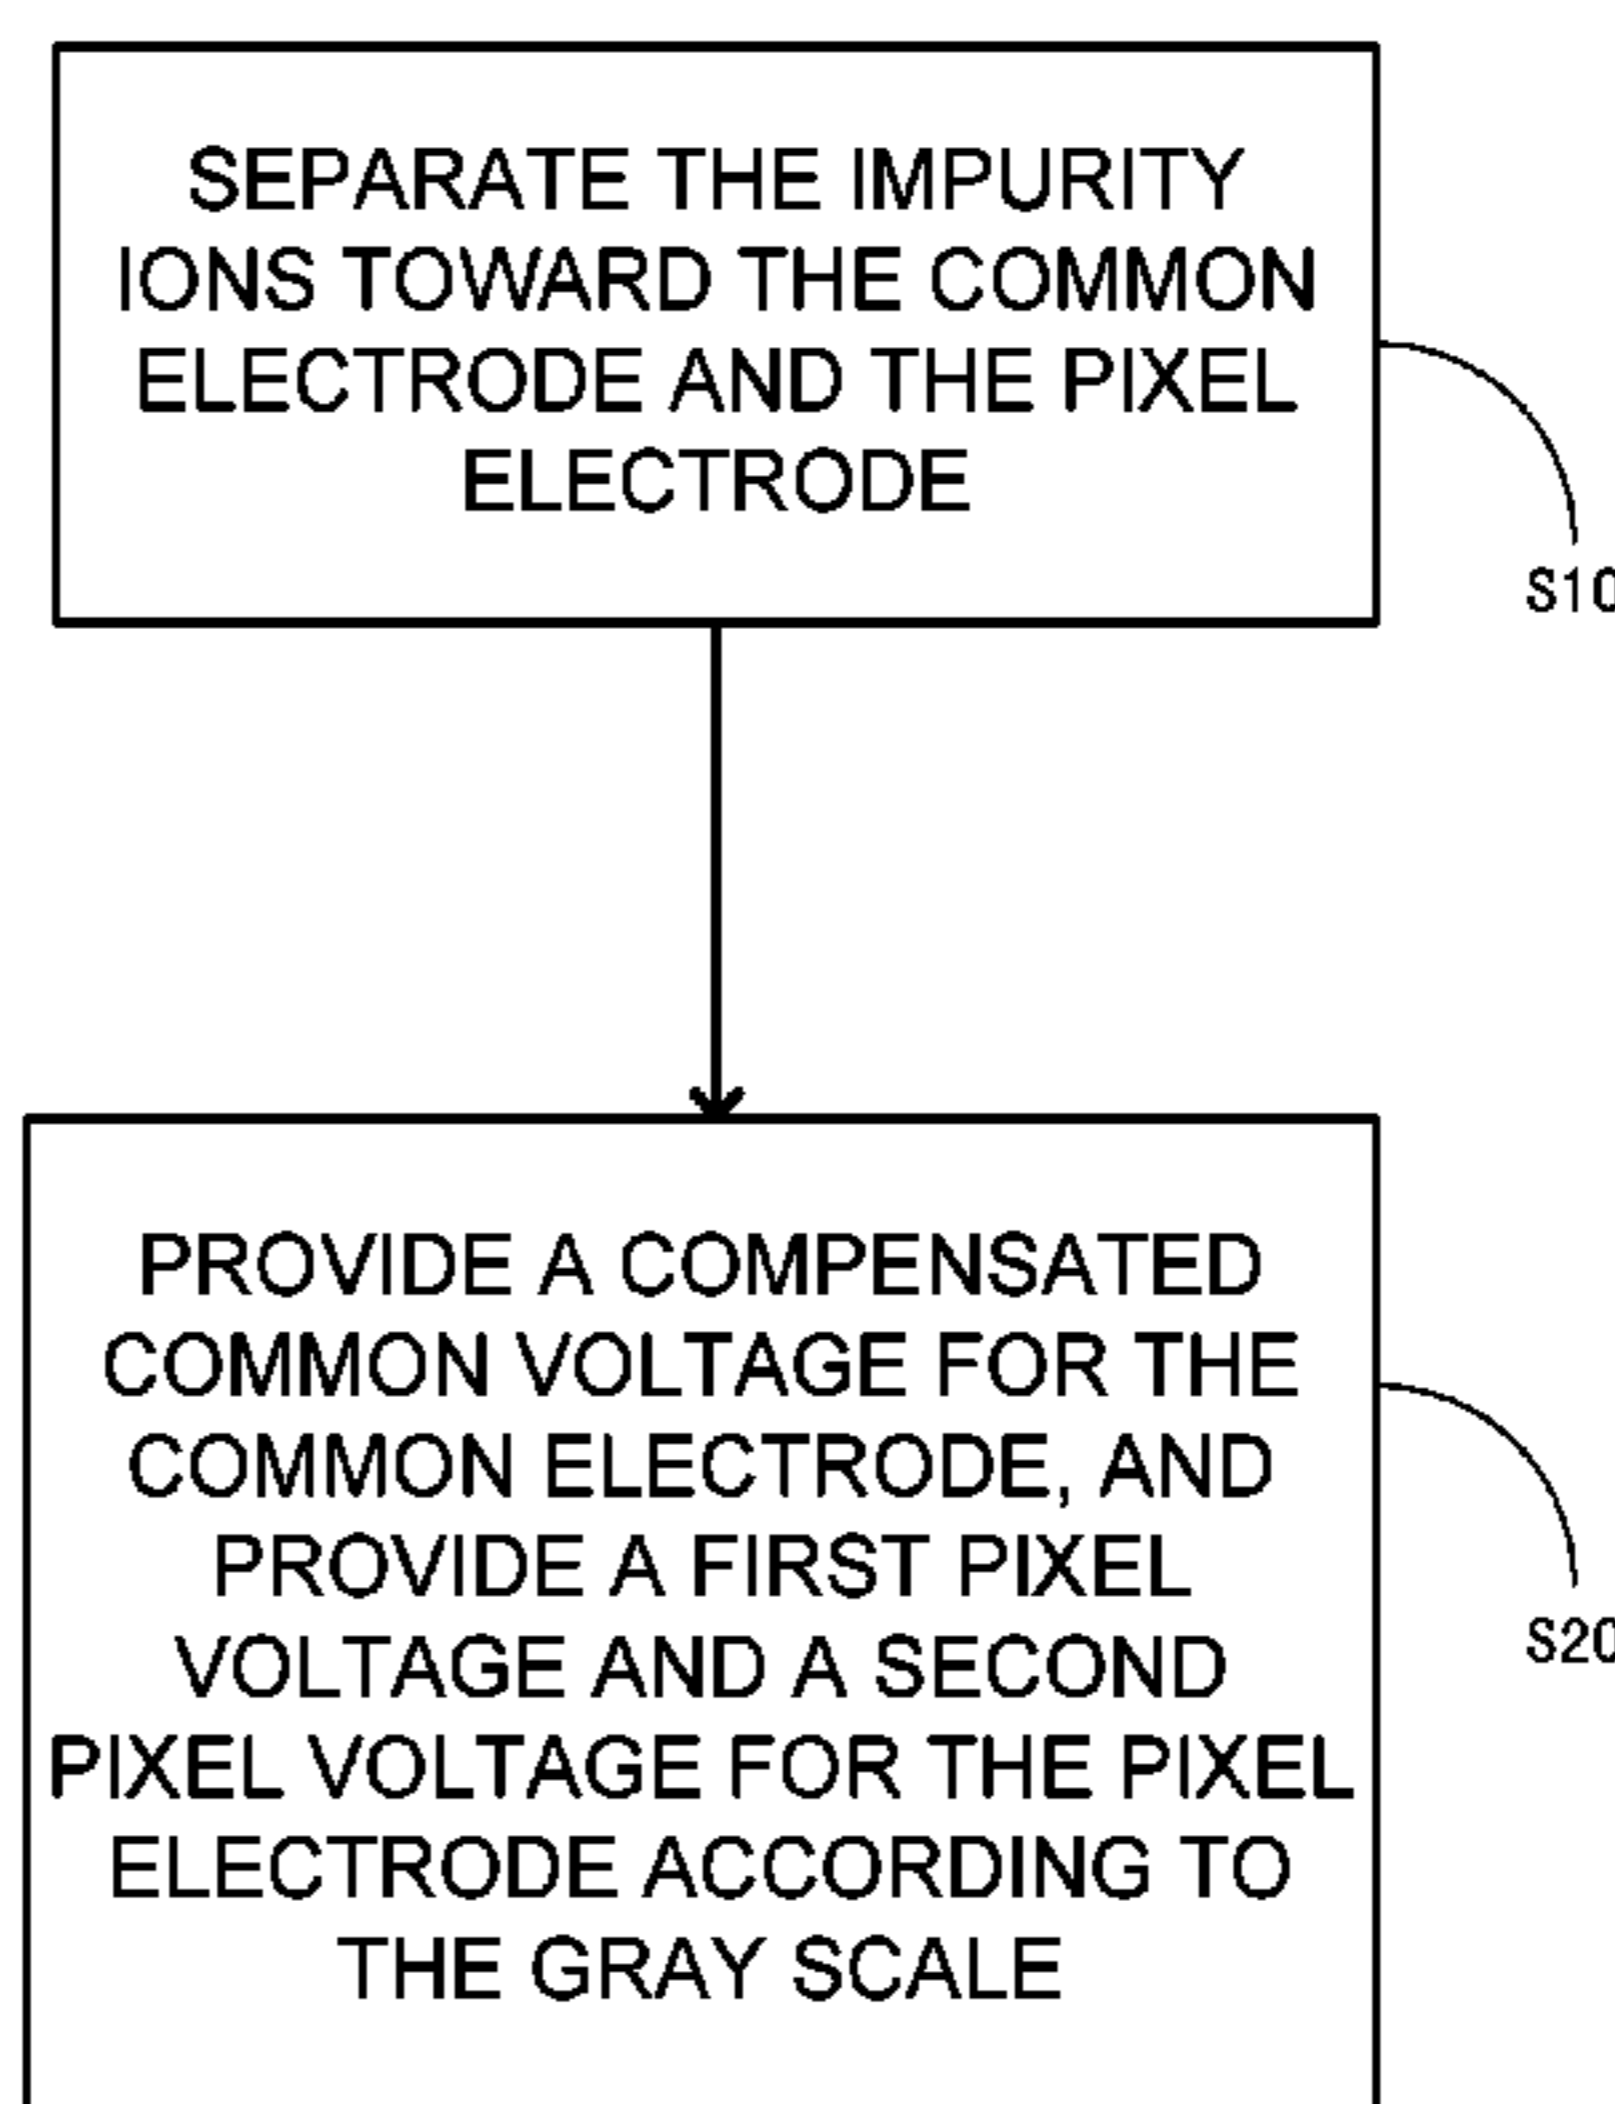 SEPARATE THE IMPURITY
IONS TOWARD THE COMMON
ELECTRODE AND THE PIXEL
ELECTRODE
S10
PROVIDE A COMPENSATED
COMMON VOLTAGE FOR THE
COMMON ELECTRODE, AND
PROVIDE A FIRST PIXEL
VOLTAGE AND A SECOND
PIXEL VOLTAGE FOR THE PIXEL
ELECTRODE ACCORDING TO
THE GRAY SCALE
S20